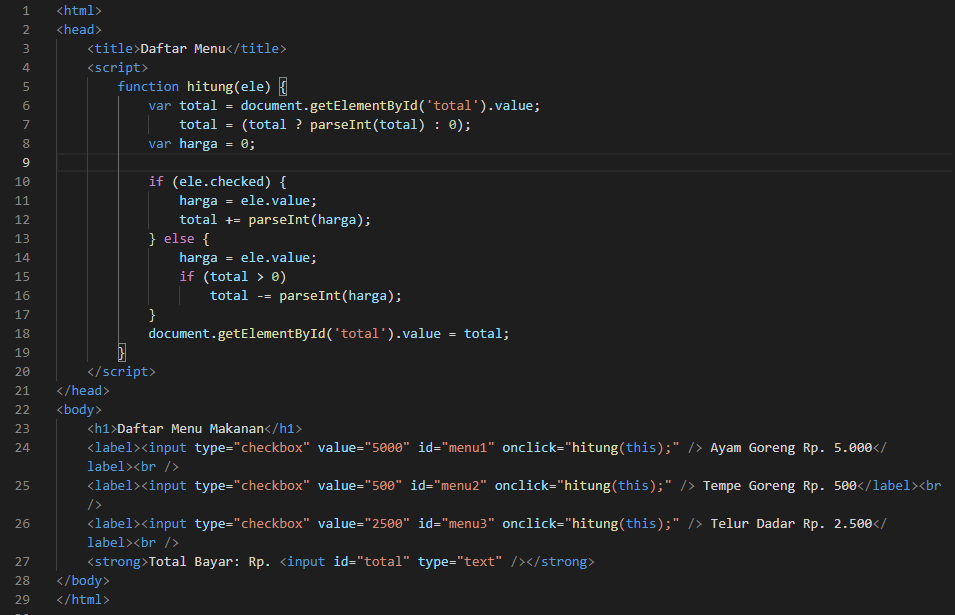 1 <html>
2 <head>
3     <title>Daftar Menu</title>
4     <script>
5         function hitung(ele) {
6             var total = document.getElementById('total').value;
7                 total = (total ? parseInt(total) : 0);
8             var harga = 0;
9
10             if (ele.checked) {
11                 harga = ele.value;
12                 total += parseInt(harga);
13             } else {
14                 harga = ele.value;
15                 if (total > 0)
16                     total -= parseInt(harga);
17             }
18             document.getElementById('total').value = total;
19         }
20     </script>
21 </head>
22 <body>
23     <h1>Daftar Menu Makanan</h1>
24     <label><input type="checkbox" value="5000" id="menu1" onclick="hitung(this);" /> Ayam Goreng Rp. 5.000</
label><br />
25     <label><input type="checkbox" value="500" id="menu2" onclick="hitung(this);" /> Tempe Goreng Rp. 500</label><br
/>
26     <label><input type="checkbox" value="2500" id="menu3" onclick="hitung(this);" /> Telur Dadar Rp. 2.500</
label><br />
27     <strong>Total Bayar: Rp. <input id="total" type="text" /></strong>
28 </body>
29 </html>